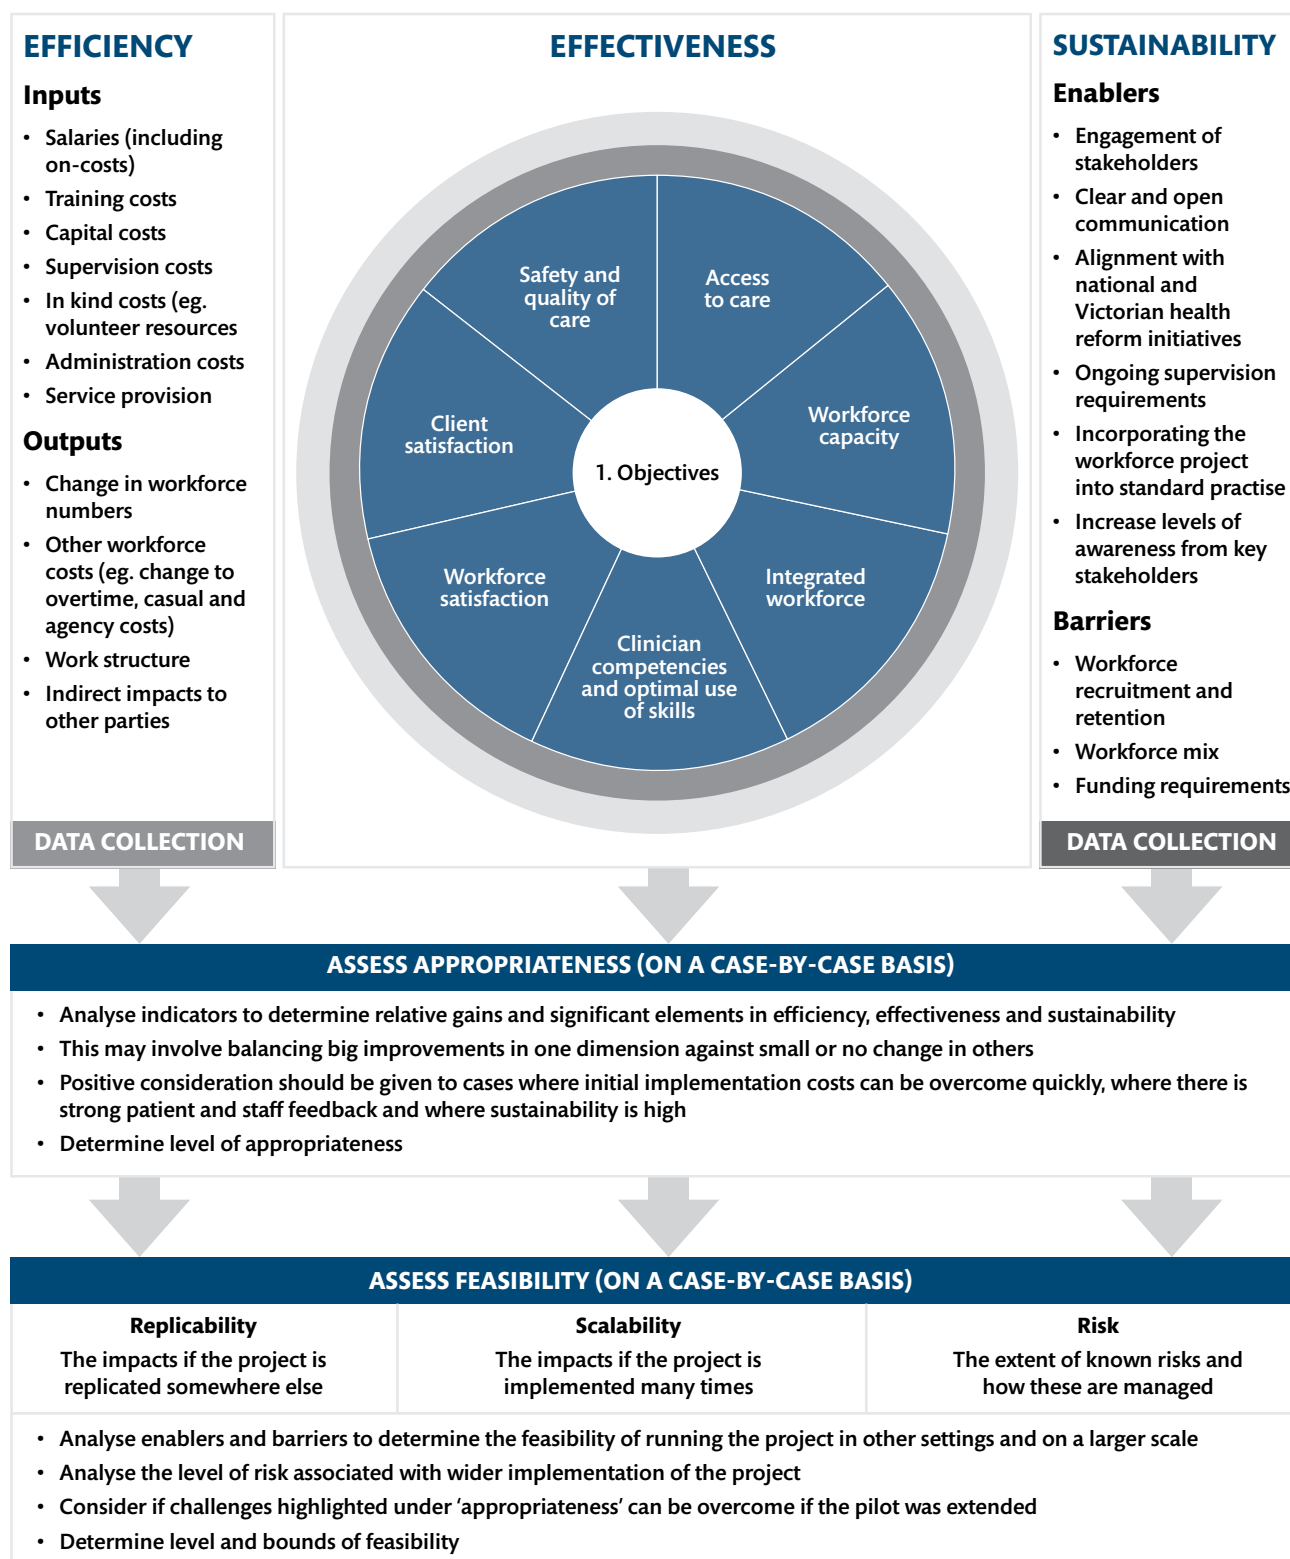 EFFICIENCY
Inputs
• Salaries (including
on-costs)
• Training costs
• Capital costs
• Supervision costs
• In kind costs (eg.
volunteer resources
• Administration costs
• Service provision
Outputs
• Change in workforce
numbers
• Other workforce
costs (eg. change to
overtime, casual and
agency costs)
• Work structure
• Indirect impacts to
other parties
DATA COLLECTION
EFFECTIVENESS
Safety and
quality of
care
Access
to care
Client
satisfaction
Workforce
capacity
1. Objectives
Workforce
satisfaction
Integrated
workforce
Clinician
competencies
and optimal use
of skills
SUSTAINABILITY
Enablers
• Engagement of
stakeholders
• Clear and open
communication
• Alignment with
national and
Victorian health
reform initiatives
• Ongoing supervision
requirements
• Incorporating the
workforce project
into standard practise
• Increase levels of
awareness from key
stakeholders
Barriers
• Workforce
recruitment and
retention
• Workforce mix
• Funding requirements
DATA COLLECTION
ASSESS APPROPRIATENESS (ON A CASE-BY-CASE BASIS)
• Analyse indicators to determine relative gains and significant elements in efficiency, effectiveness and sustainability
• This may involve balancing big improvements in one dimension against small or no change in others
• Positive consideration should be given to cases where initial implementation costs can be overcome quickly, where there is
strong patient and staff feedback and where sustainability is high
• Determine level of appropriateness
ASSESS FEASIBILITY (ON A CASE-BY-CASE BASIS)
Replicability
The impacts if the project is
replicated somewhere else
Scalability
The impacts if the project is
implemented many times
Risk
The extent of known risks and
how these are managed
• Analyse enablers and barriers to determine the feasibility of running the project in other settings and on a larger scale
• Analyse the level of risk associated with wider implementation of the project
• Consider if challenges highlighted under ‘appropriateness’ can be overcome if the pilot was extended
• Determine level and bounds of feasibility